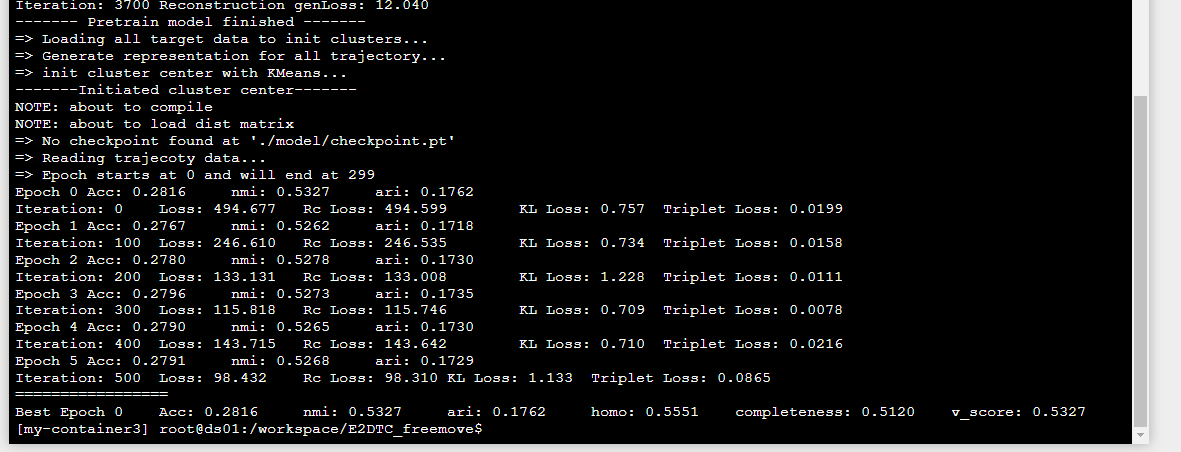 Iteration: 3700 Reconstruction genLoss: 12.040
------- Pretrain model finished -------
=> Loading all target data to init clusters...
=> Generate representation for all trajectory...
=> init cluster center with KMeans...
-------Initiated cluster center-------
NOTE: about to compile
NOTE: about to load dist matrix
=> No checkpoint found at './model/checkpoint.pt'
=> Reading trajecoty data...
=> Epoch starts at 0 and will end at 299
Epoch 0 Acc: 0.2816 nmi: 0.5327 ari: 0.1762
Iteration: 0 Loss: 494.677 Rc Loss: 494.599 KL Loss: 0.757 Triplet Loss: 0.0199
Epoch 1 Acc: 0.2767 nmi: 0.5262 ari: 0.1718
Iteration: 100 Loss: 246.610 Rc Loss: 246.535 KL Loss: 0.734 Triplet Loss: 0.0158
Epoch 2 Acc: 0.2780 nmi: 0.5278 ari: 0.1730
Iteration: 200 Loss: 133.131 Rc Loss: 133.008 KL Loss: 1.228 Triplet Loss: 0.0111
Epoch 3 Acc: 0.2796 nmi: 0.5273 ari: 0.1735
Iteration: 300 Loss: 115.818 Rc Loss: 115.746 KL Loss: 0.709 Triplet Loss: 0.0078
Epoch 4 Acc: 0.2790 nmi: 0.5265 ari: 0.1730
Iteration: 400 Loss: 143.715 Rc Loss: 143.642 KL Loss: 0.710 Triplet Loss: 0.0216
Epoch 5 Acc: 0.2791 nmi: 0.5268 ari: 0.1729
Iteration: 500 Loss: 98.432 Rc Loss: 98.310 KL Loss: 1.133 Triplet Loss: 0.0865
=================
Best Epoch 0 Acc: 0.2816 nmi: 0.5327 ari: 0.1762 homo: 0.5551 completeness: 0.5120 v_score: 0.5327
[my-container3] root@ds01:/workspace/E2DTC_freemove$